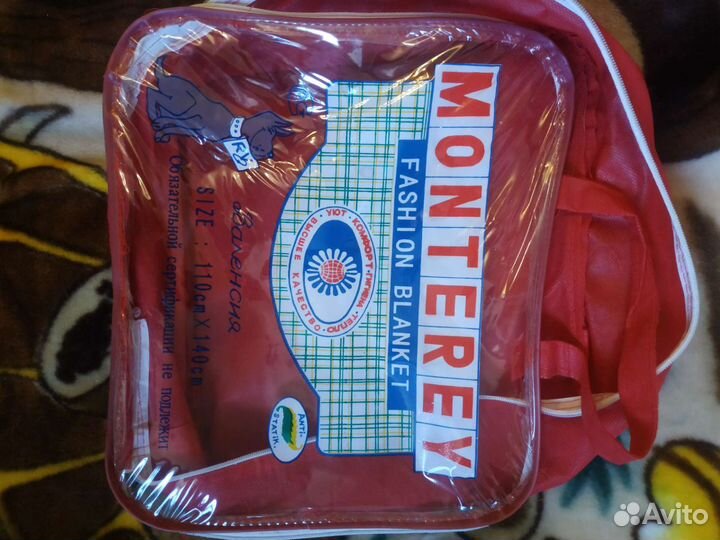 MONTEREY
FASHION BLANKET
УЮТ · КОМФОРТ · ГИГИЕНА · ТЕПЛО
ВЫСШЕЕ КАЧЕСТВО
ANTI-
STATIK.
Валенсия
SIZE : 110cm X 140cm
Обязательной сертификации не подлежит
Avito